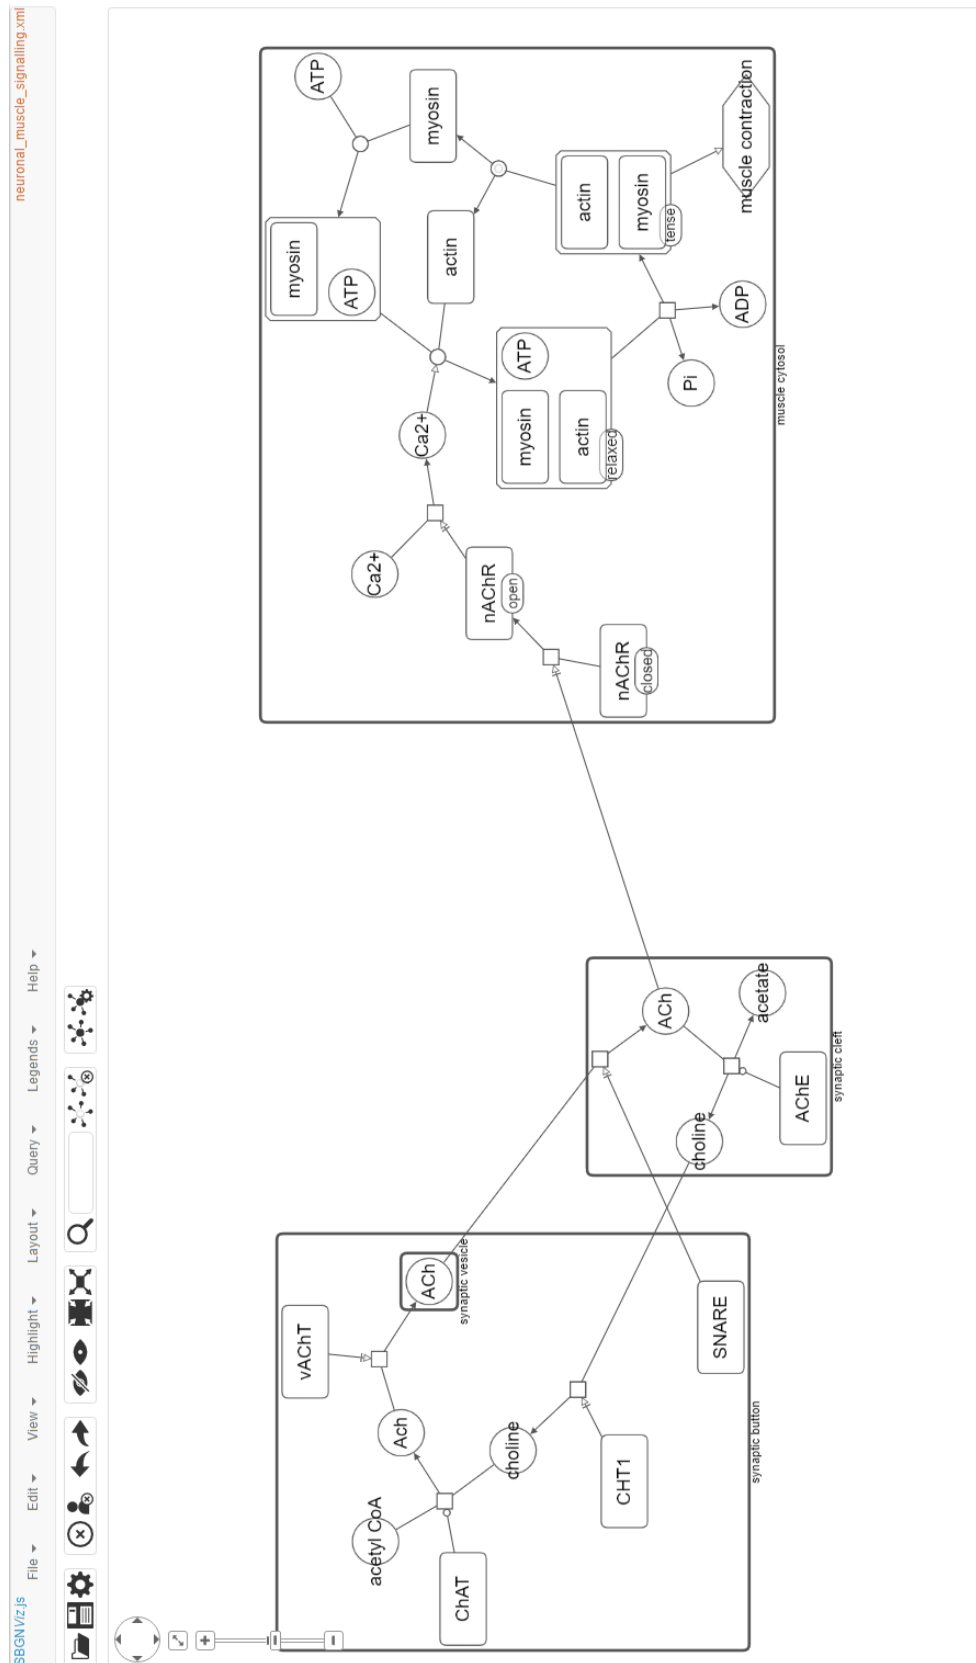 SBGNViz.js
File
Edit
View
Highlight
Layout
Query
Legends
Help
neuronal_muscle_signalling.xml
ChAT
acetyl CoA
Ach
vAChT
ACh
synaptic vesicle
choline
CHT1
SNARE
synaptic button
choline
ACh
acetate
AChE
synaptic cleft
nAChR
closed
nAChR
open
Ca2+
Ca2+
myosin
ATP
ATP
myosin
actin
myosin
actin
relaxed
ATP
Pi
ADP
actin
myosin
tense
muscle contraction
muscle cytosol